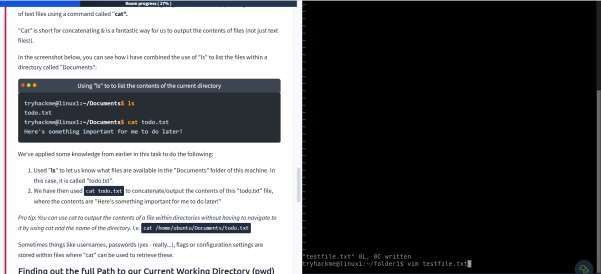 Room progress ( 27% )
of text files using a command called "cat".
"Cat" is short for concatenating & is a fantastic way for us to output the contents of files (not just text
files!).
In the screenshot below, you can see how I have combined the use of "ls" to list the files within a
directory called "Documents":
Using "ls" to to list the contents of the current directory
tryhackme@linux1:~/Documents$ ls
todo.txt
tryhackme@linux1:~/Documents$ cat todo.txt
Here's something important for me to do later!
We've applied some knowledge from earlier in this task to do the following:
1. Used "ls" to let us know what files are available in the "Documents" folder of this machine. In
this case, it is called "todo.txt".
2. We have then used cat todo.txt to concatenate/output the contents of this "todo.txt" file,
where the contents are "Here's something important for me to do later!"
Pro tip: You can use cat to output the contents of a file within directories without having to navigate to
it by using cat and the name of the directory. I.e. cat /home/ubuntu/Documents/todo.txt
Sometimes things like usernames, passwords (yes - really...), flags or configuration settings are
stored within files where "cat" can be used to retrieve these.
Finding out the full Path to our Current Working Directory (pwd)
"testfile.txt" 0L, 0C written
tryhackme@linux1:~/folder1$ vim testfile.txt